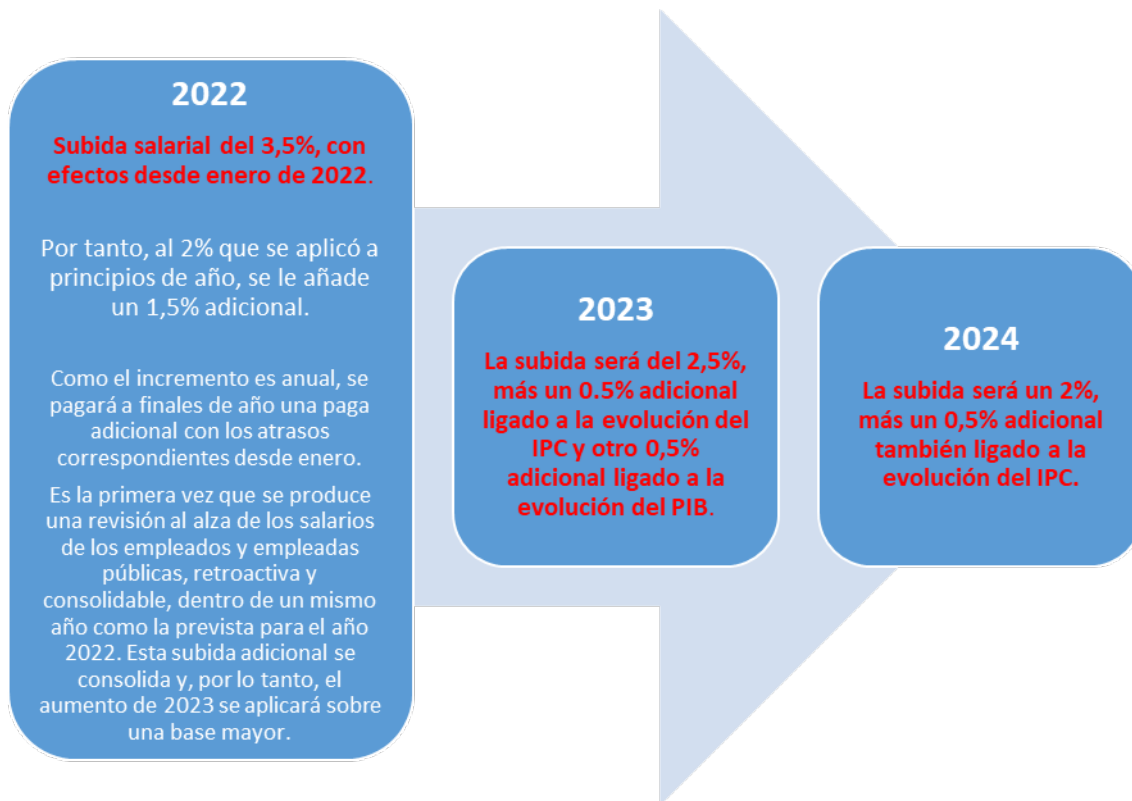 2022
Subida salarial del 3,5%, con
efectos desde enero de 2022.
Por tanto, al 2% que se aplicó a
principios de año, se le añade
un 1,5% adicional.
Como el incremento es anual, se
pagará a finales de año una paga
adicional con los atrasos
correspondientes desde enero.
Es la primera vez que se produce
una revisión al alza de los salarios
de los empleados y empleadas
públicas, retroactiva y
consolidable, dentro de un mismo
año como la prevista para el año
2022. Esta subida adicional se
consolida y, por lo tanto, el
aumento de 2023 se aplicará sobre
una base mayor.
2023
La subida será del 2,5%,
más un 0.5% adicional
ligado a la evolución del
IPC y otro 0,5%
adicional ligado a la
evolución del PIB.
2024
La subida será un 2%,
más un 0,5% adicional
también ligado a la
evolución del IPC.